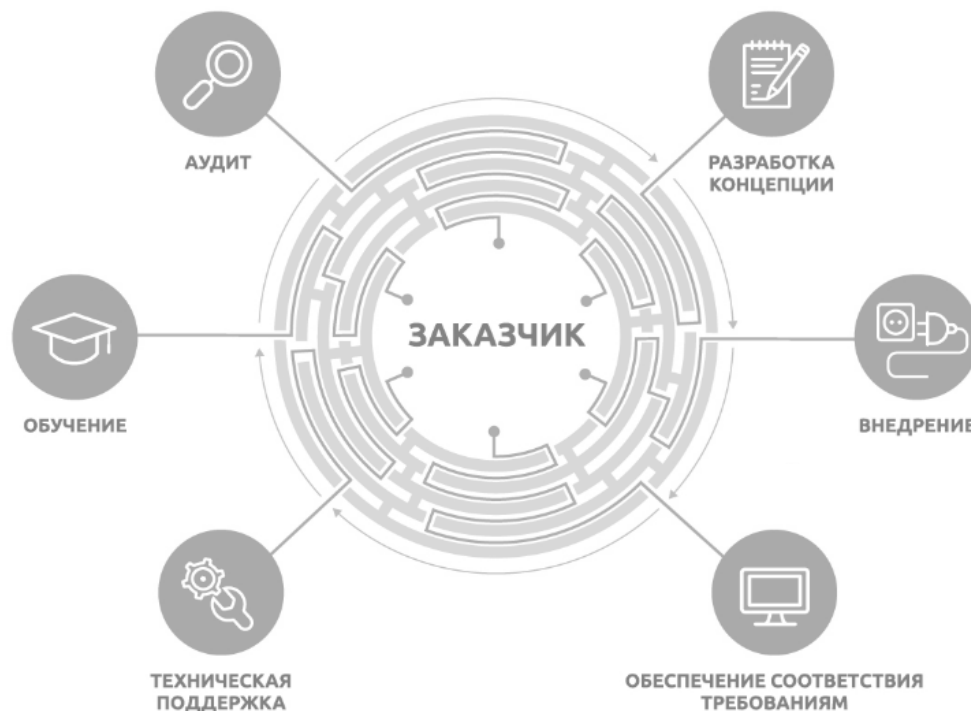 АУДИТ
РАЗРАБОТКА
КОНЦЕПЦИИ
ЗАКАЗЧИК
ОБУЧЕНИЕ
ВНЕДРЕНИЕ
ТЕХНИЧЕСКАЯ
ПОДДЕРЖКА
ОБЕСПЕЧЕНИЕ СООТВЕТСТВИЯ
ТРЕБОВАНИЯМ